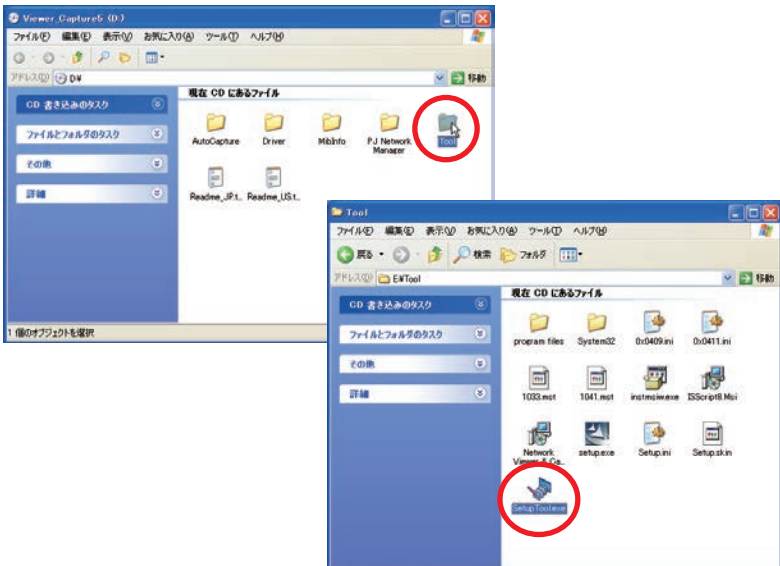 Viewer_Capture5 (D:)
ファイル(F) 編集(E) 表示(V) お気に入り(A) ツール(T) ヘルプ(H)
アドレス(D) D:¥ 移動
CD 書き込みのタスク
ファイルとフォルダのタスク
その他
詳細
現在 CD にあるファイル
AutoCapture Driver MibInfo PJ Network Manager Tool
Readme_JP.t... Readme_US.t...
1 個のオブジェクトを選択
Tool
ファイル(F) 編集(E) 表示(V) お気に入り(A) ツール(T) ヘルプ(H)
戻る 検索 フォルダ
アドレス(D) E:¥Tool 移動
CD 書き込みのタスク
ファイルとフォルダのタスク
その他
詳細
現在 CD にあるファイル
program files System32 0x0409.ini 0x0411.ini
1033.mst 1041.mst instmsiw.exe ISScript8.Msi
Network Viewer & Ca... setup.exe Setup.ini Setup.skin
SetupTool.exe